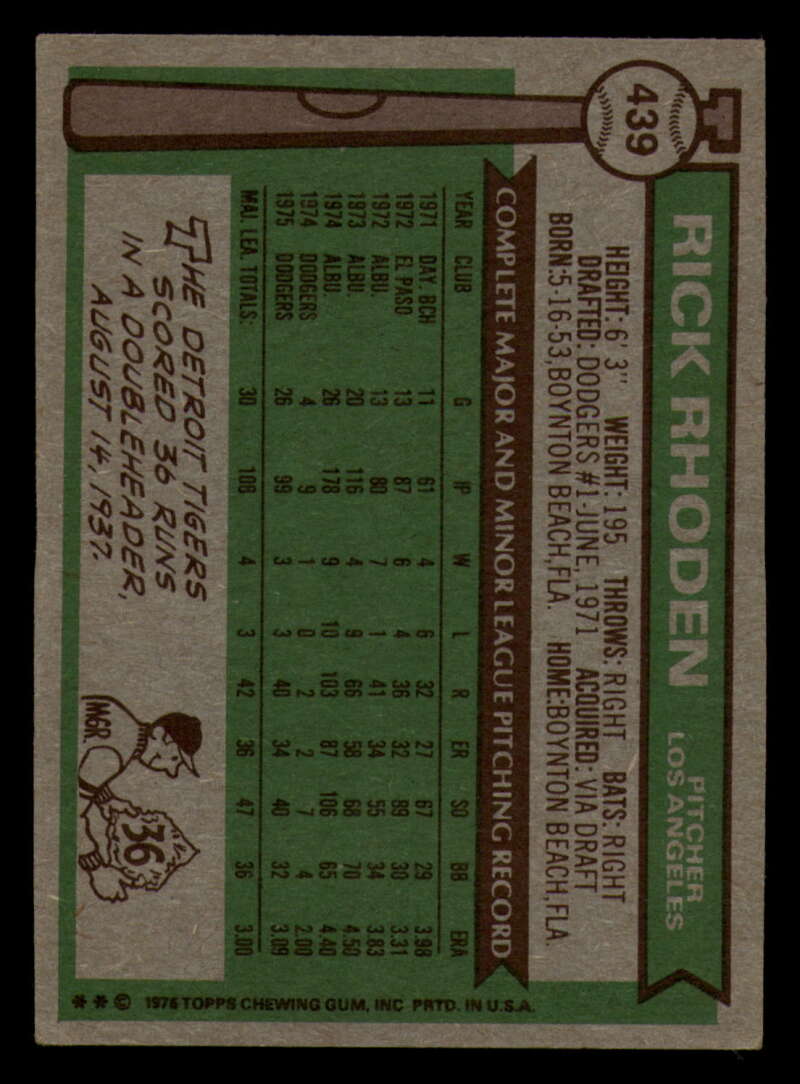 439
RICK RHODEN
PITCHER
LOS ANGELES
HEIGHT: 6' 3" WEIGHT: 195 THROWS: RIGHT BATS: RIGHT
DRAFTED: DODGERS #1-JUNE, 1971 ACQUIRED: VIA DRAFT
BORN: 5-16-53, BOYNTON BEACH, FLA. HOME: BOYNTON BEACH, FLA.
COMPLETE MAJOR AND MINOR LEAGUE PITCHING RECORD
YEAR CLUB G IP W L R ER SO BB ERA
1971 DAY. BCH 11 61 4 6 32 27 67 29 3.98
1972 EL PASO 13 87 6 4 36 32 89 30 3.31
1972 ALBU. 13 80 7 1 41 34 55 34 3.83
1973 ALBU. 20 116 4 9 66 58 68 70 4.50
1974 ALBU. 26 178 9 10 103 87 106 65 4.40
1974 DODGERS 4 9 1 0 2 2 7 4 2.00
1975 DODGERS 26 99 3 3 40 34 40 32 3.09
MAJ. LEA. TOTALS: 30 108 4 3 42 36 47 36 3.00
THE DETROIT TIGERS
SCORED 36 RUNS
IN A DOUBLEHEADER,
AUGUST 14, 1937.
MGR.
36
** © 1976 TOPPS CHEWING GUM, INC PRTD. IN U.S.A.